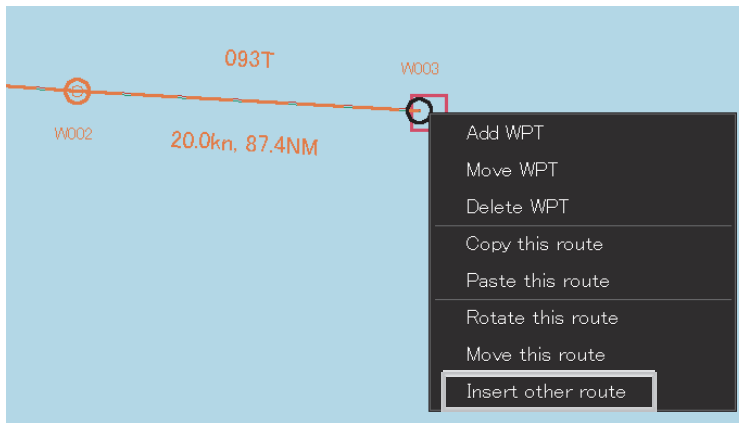 093T
W003
W002
20.0kn, 87.4NM
Add WPT
Move WPT
Delete WPT
Copy this route
Paste this route
Rotate this route
Move this route
Insert other route